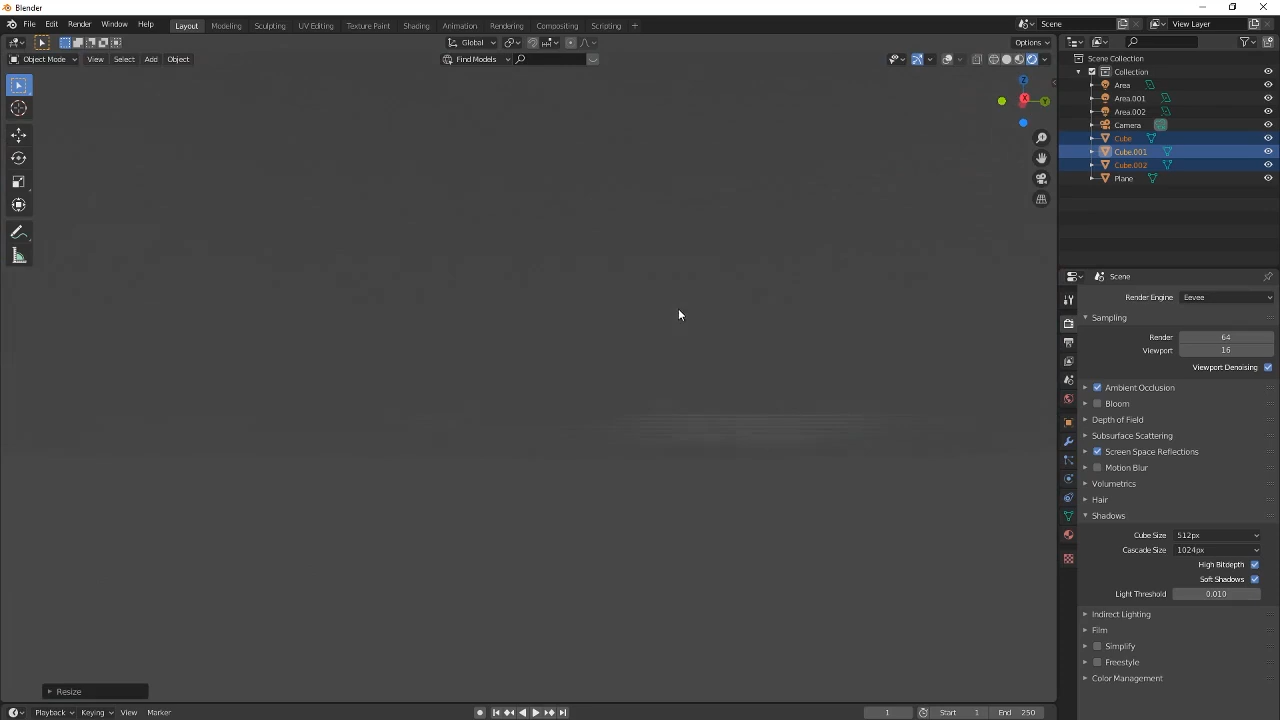 Blender
File Edit Render Window Help
Layout Modeling Sculpting UV Editing Texture Paint Shading Animation Rendering Compositing Scripting +
Scene
View Layer
Global
Options
Object Mode View Select Add Object
Find Models
Scene Collection
Collection
Area
Area.001
Area.002
Camera
Cube
Cube.001
Cube.002
Plane
Z
X
Y
Scene
Render Engine Eevee
Sampling
Render 64
Viewport 16
Viewport Denoising
Ambient Occlusion
Bloom
Depth of Field
Subsurface Scattering
Screen Space Reflections
Motion Blur
Volumetrics
Hair
Shadows
Cube Size 512px
Cascade Size 1024px
High Bitdepth
Soft Shadows
Light Threshold 0.010
Indirect Lighting
Film
Simplify
Freestyle
Color Management
Resize
Playback Keying View Marker
1 Start 1 End 250